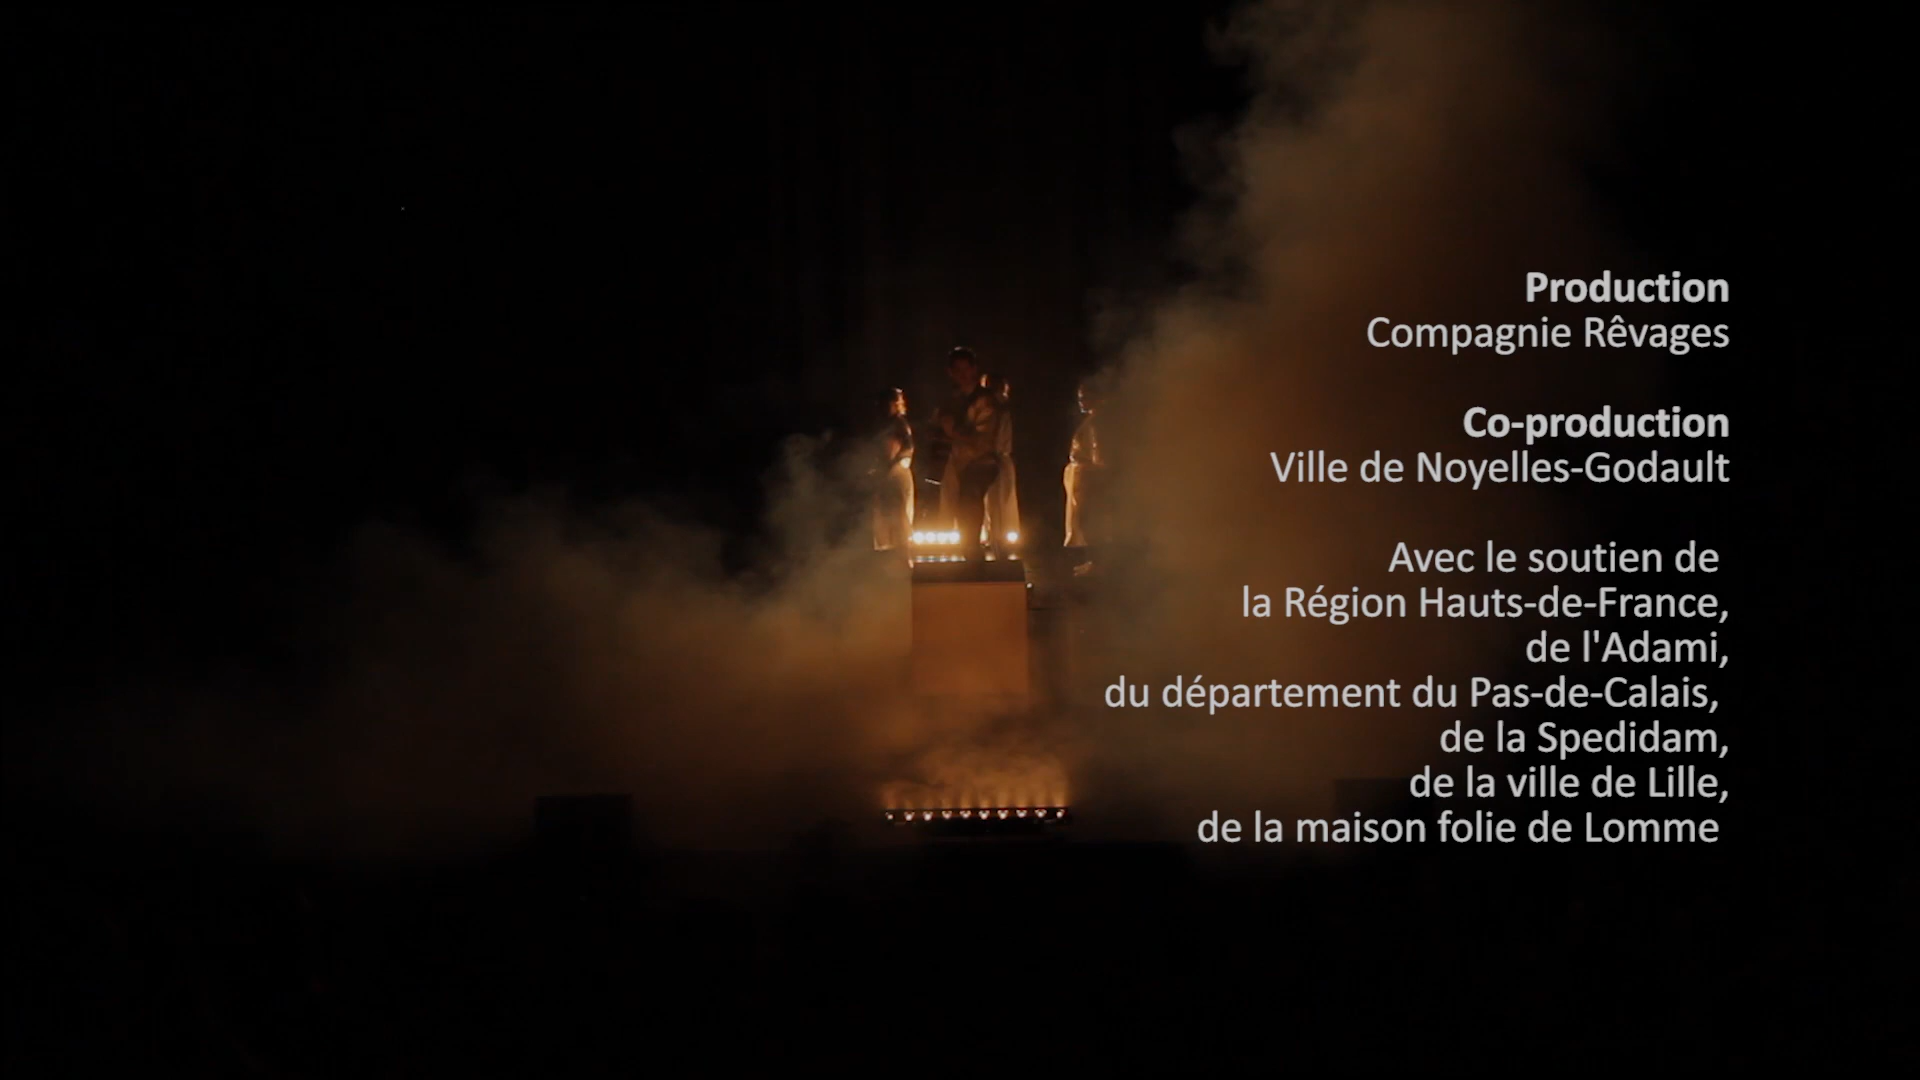 Production
Compagnie Rêvages
Co-production
Ville de Noyelles-Godault
Avec le soutien de
la Région Hauts-de-France,
de l'Adami,
du département du Pas-de-Calais,
de la Spedidam,
de la ville de Lille,
de la maison folie de Lomme